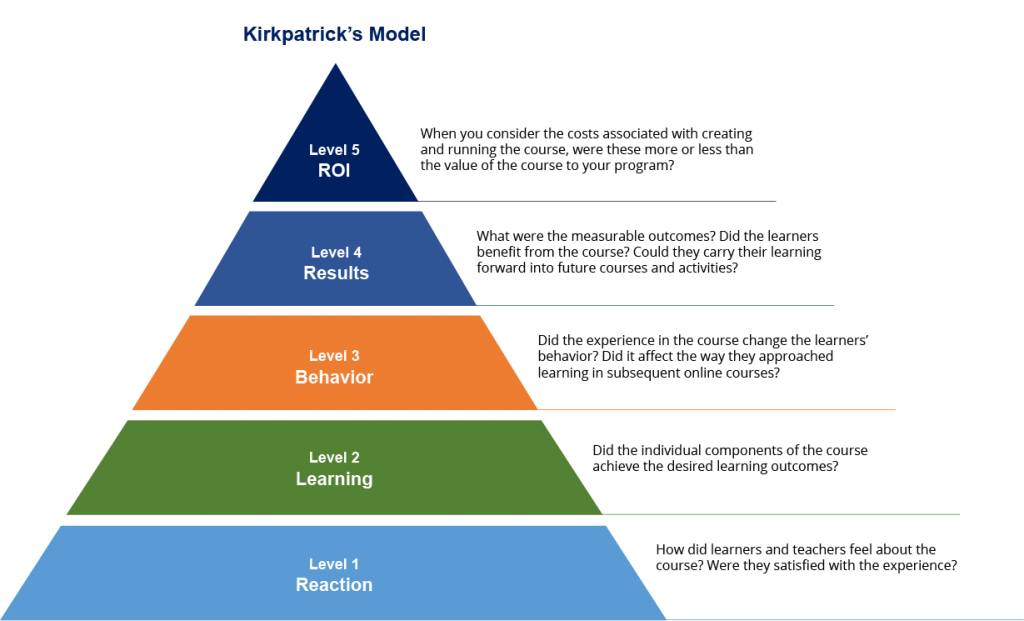 Kirkpatrick’s Model
Level 5
ROI
When you consider the costs associated with creating
and running the course, were these more or less than
the value of the course to your program?
Level 4
Results
What were the measurable outcomes? Did the learners
benefit from the course? Could they carry their learning
forward into future courses and activities?
Level 3
Behavior
Did the experience in the course change the learners’
behavior? Did it affect the way they approached
learning in subsequent online courses?
Level 2
Learning
Did the individual components of the course
achieve the desired learning outcomes?
Level 1
Reaction
How did learners and teachers feel about the
course? Were they satisfied with the experience?